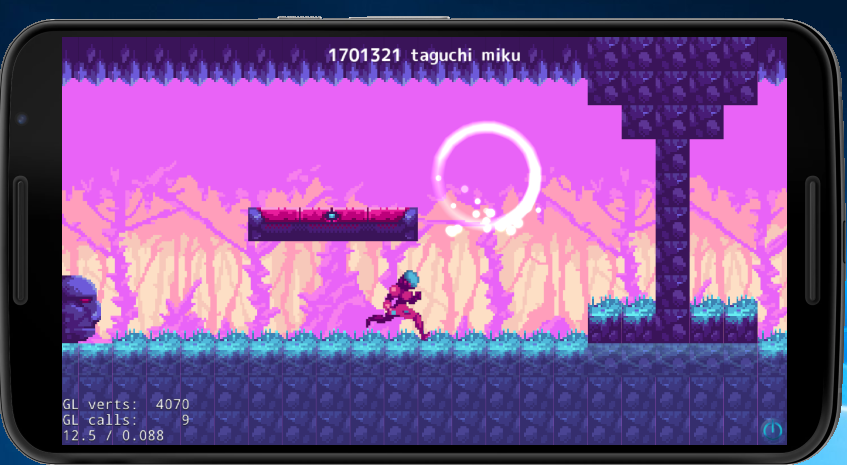 1701321 taguchi miku
GL verts:  4070
GL calls:     9
12.5 / 0.088